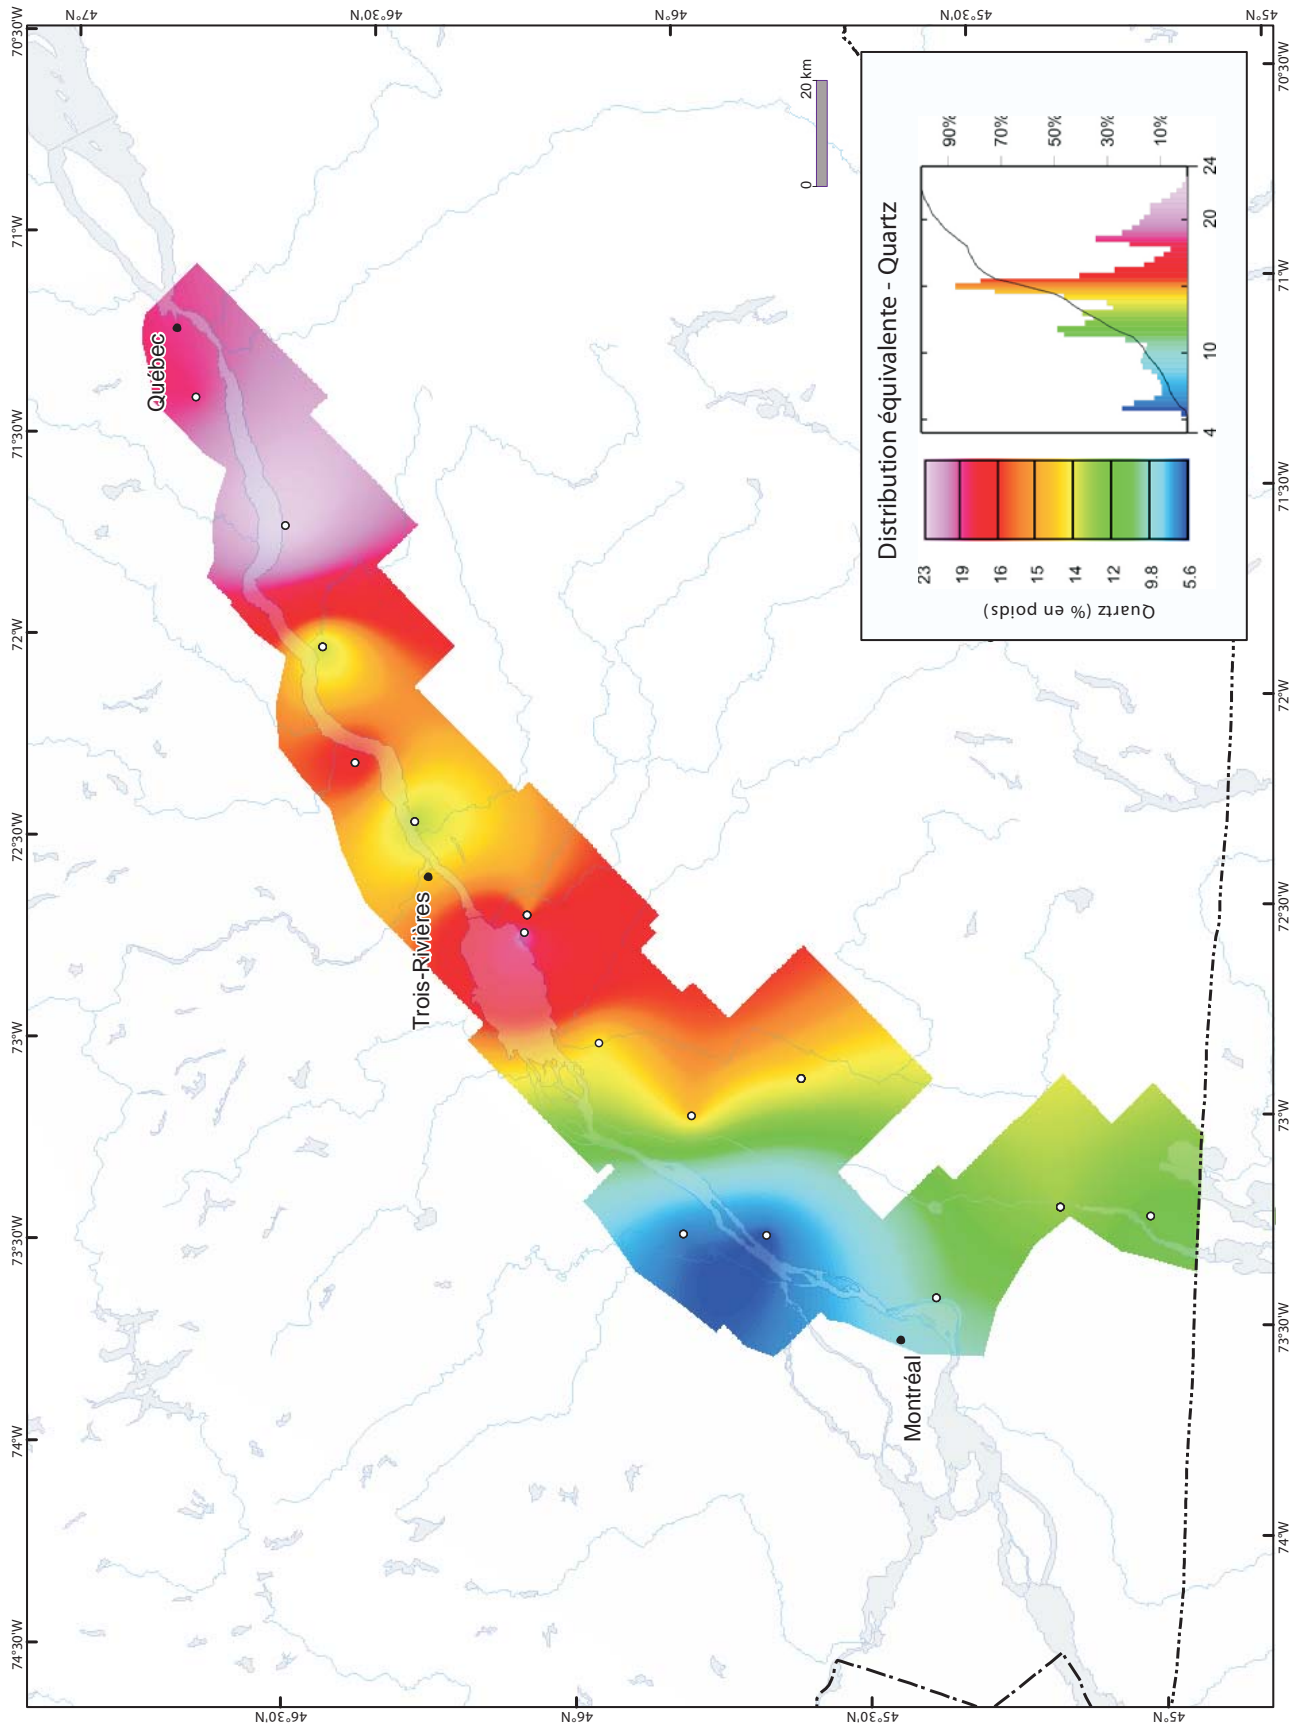 74°30'W
74°W
73°30'W
73°W
72°30'W
72°W
71°30'W
71°W
70°30'W
47°
46°30'N
46°N
45°30'N
45°N
46°30'N
46°N
45°30'N
45°
Québec
Trois-Rivières
Montréal
0 20 km
Distribution équivalente - Quartz
Quartz (% en poids)
23
19
16
15
14
12
9.8
5.6
90%
70%
50%
30%
10%
4 10 20 24
74°W
73°30'W
73°W
72°30'W
72°W
71°30'W
71°W
70°30'W